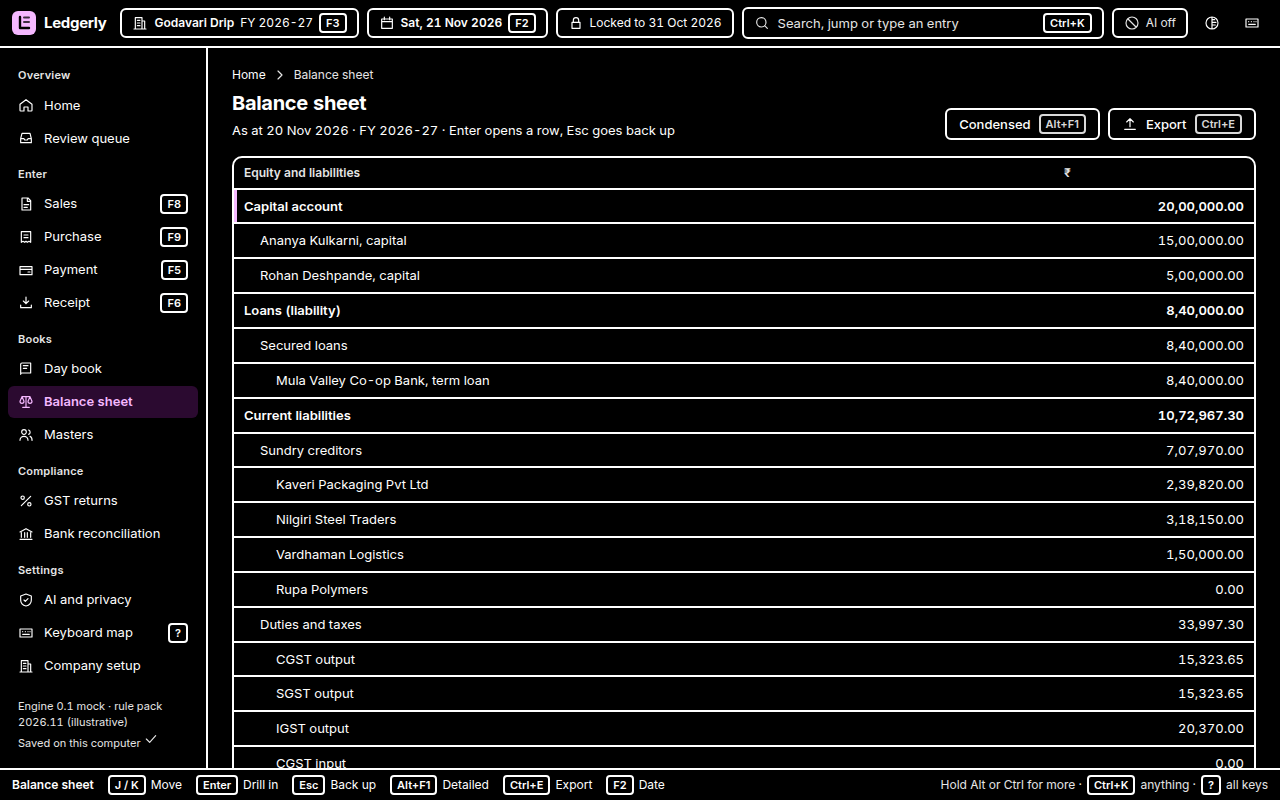 Ledgerly
Godavari Drip FY 2026-27 F3
Sat, 21 Nov 2026 F2
Locked to 31 Oct 2026
Search, jump or type an entry Ctrl+K
AI off
Overview
Home
Review queue
Enter
Sales F8
Purchase F9
Payment F5
Receipt F6
Books
Day book
Balance sheet
Masters
Compliance
GST returns
Bank reconciliation
Settings
AI and privacy
Keyboard map ?
Company setup
Engine 0.1 mock · rule pack
2026.11 (illustrative)
Saved on this computer
Home Balance sheet
Balance sheet
As at 20 Nov 2026 · FY 2026-27 · Enter opens a row, Esc goes back up
Condensed Alt+F1
Export Ctrl+E
Equity and liabilities ₹
Capital account 20,00,000.00
Ananya Kulkarni, capital 15,00,000.00
Rohan Deshpande, capital 5,00,000.00
Loans (liability) 8,40,000.00
Secured loans 8,40,000.00
Mula Valley Co-op Bank, term loan 8,40,000.00
Current liabilities 10,72,967.30
Sundry creditors 7,07,970.00
Kaveri Packaging Pvt Ltd 2,39,820.00
Nilgiri Steel Traders 3,18,150.00
Vardhaman Logistics 1,50,000.00
Rupa Polymers 0.00
Duties and taxes 33,997.30
CGST output 15,323.65
SGST output 15,323.65
IGST output 20,370.00
CGST input 0.00
Balance sheet J / K Move Enter Drill in Esc Back up Alt+F1 Detailed Ctrl+E Export F2 Date
Hold Alt or Ctrl for more · Ctrl+K anything · ? all keys